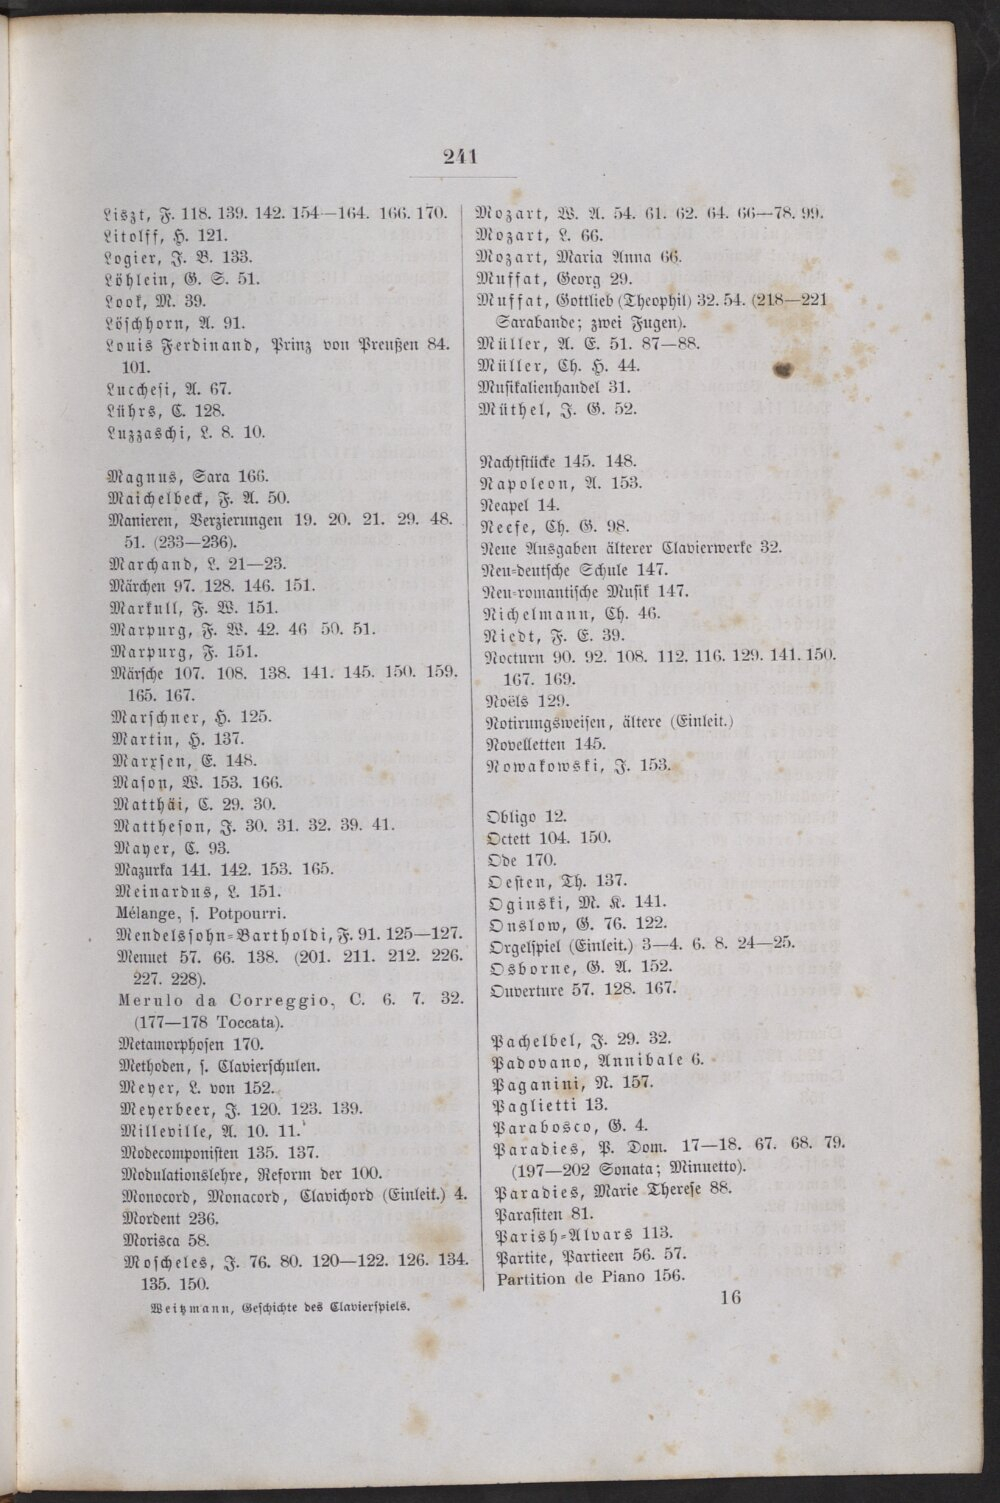 241
Liszt, F. 118. 139. 142. 154—164. 166. 170.
Litolff, H. 121.
Logier, J. B. 133.
Löhlein, G. S. 51.
Look, M. 39.
Löschhorn, A. 91.
Louis Ferdinand, Prinz von Preußen 84.
101.
Lucchesi, A. 67.
Lührs, C. 128.
Luzzaschi, L. 8. 10.
Magnus, Sara 166.
Maichelbeck, F. A. 50.
Manieren, Verzierungen 19. 20. 21. 29. 48.
51. (233—236).
Marchand, L. 21—23.
Märchen 97. 128. 146. 151.
Markull, F. W. 151.
Marpurg, F. W. 42. 46 50. 51.
Marpurg, F. 151.
Märsche 107. 108. 138. 141. 145. 150. 159.
165. 167.
Marschner, H. 125.
Martin, H. 137.
Marxsen, E. 148.
Mason, W. 153. 166.
Matthäi, C. 29. 30.
Mattheson, J. 30. 31. 32. 39. 41.
Mayer, C. 93.
Mazurka 141. 142. 153. 165.
Meinardus, L. 151.
Mélange, s. Potpourri.
Mendelssohn-Bartholdi, F. 91. 125—127.
Menuet 57. 66. 138. (201. 211. 212. 226.
227. 228).
Merulo da Correggio, C. 6. 7. 32.
(177—178 Toccata).
Metamorphosen 170.
Methoden, s. Clavierschulen.
Meyer, L. von 152.
Meyerbeer, J. 120. 123. 139.
Milleville, A. 10. 11.
Modecomponisten 135. 137.
Modulationslehre, Reform der 100.
Monocord, Monacord, Clavichord (Einleit.) 4.
Mordent 236.
Morisca 58.
Moscheles, J. 76. 80. 120—122. 126. 134.
135. 150.
Weitzmann, Geschichte des Clavierspiels.
Mozart, W. A. 54. 61. 62. 64. 66—78. 99.
Mozart, L. 66.
Mozart, Maria Anna 66.
Muffat, Georg 29.
Muffat, Gottlieb (Theophil) 32. 54. (218—221
Sarabande; zwei Fugen).
Müller, A. E. 51. 87—88.
Müller, Ch. H. 44.
Musikalienhandel 31.
Müthel, J. G. 52.
Nachtstücke 145. 148.
Napoleon, A. 153.
Neapel 14.
Neefe, Ch. G. 98.
Neue Ausgaben älterer Clavierwerke 32.
Neu-deutsche Schule 147.
Neu-romantische Musik 147.
Nichelmann, Ch. 46.
Niedt, F. E. 39.
Nocturn 90. 92. 108. 112. 116. 129. 141. 150.
167. 169.
Noëls 129.
Notirungsweisen, ältere (Einleit.)
Novelletten 145.
Nowakowski, J. 153.
Obligo 12.
Octett 104. 150.
Ode 170.
Oesten, Th. 137.
Oginski, M. K. 141.
Onslow, G. 76. 122.
Orgelspiel (Einleit.) 3—4. 6. 8. 24—25.
Osborne, G. A. 152.
Ouverture 57. 128. 167.
Pachelbel, J. 29. 32.
Padovano, Annibale 6.
Paganini, N. 157.
Paglietti 13.
Parabosco, G. 4.
Paradies, P. Dom. 17—18. 67. 68. 79.
(197—202 Sonata; Minuetto).
Paradies, Marie Therese 88.
Parasiten 81.
Parish-Alvars 113.
Partite, Partieen 56. 57.
Partition de Piano 156.
16